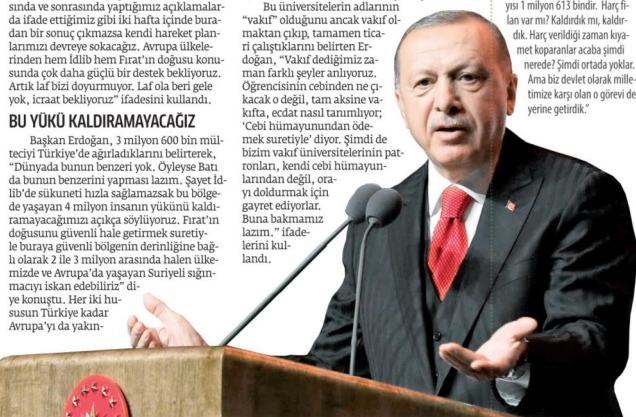 sında ve sonrasında yaptığımız açıklamalar-
da ifade ettiğimiz gibi iki hafta içinde bura-
dan bir sonuç çıkmazsa kendi hareket plan-
larımızı devreye sokacağız. Avrupa ülkele-
rinden hem İdlib hem Fırat’ın doğusu konu-
sunda çok daha güçlü bir destek bekliyoruz.
Artık laf bizi doyurmuyor. Laf ola beri gele
yok, icraat bekliyoruz” ifadesini kullandı.
BU YÜKÜ KALDIRAMAYACAĞIZ
Başkan Erdoğan, 3 milyon 600 bin mül-
teciyi Türkiye’de ağırladıklarını belirterek,
“Dünyada bunun benzeri yok. Öyleyse Batı
da bunun benzerini yapması lazım. Şayet İd-
lib’de sükuneti hızla sağlamazsak bu bölge-
de yaşayan 4 milyon insanın yükünü kaldı-
ramayacağımızı açıkça söylüyoruz. Fırat’ın
doğusunu güvenli hale getirmek suretiy-
le buraya güvenli bölgenin derinliğine bağ-
lı olarak 2 ile 3 milyon arasında halen ülke-
mizde ve Avrupa’da yaşayan Suriyeli sığın-
macıyı iskan edebiliriz” di-
ye konuştu. Her iki hu-
susun Türkiye kadar
Avrupa’yı da yakın-
Bu üniversitelerin adlarının
“vakıf” olduğunu ancak vakıf ol-
maktan çıkıp, tamamen tica-
ri çalıştıklarını belirten Er-
doğan, “Vakıf dediğimiz za-
man farklı şeyler anlıyoruz.
Öğrencisinin cebinden ne çı-
kacak o değil, tam aksine va-
kıfta, ecdat nasıl tanımlıyor;
‘Cebi hümayunundan öde-
mek suretiyle’ diyor. Şimdi de
bizim vakıf üniversitelerinin pat-
ronları, kendi cebi hümayun-
larından değil, ora-
yı doldurmak için
gayret ediyorlar.
Buna bakmamız
lazım.” ifade-
lerini kul-
landı.
yısı 1 milyon 613 bindir. Harç fi-
lan var mı? Kaldırdık mı, kaldır-
dık. Harç verildiği zaman kıya-
met koparanlar acaba şimdi
nerede? Şimdi ortada yoklar.
Ama biz devlet olarak mille-
timize karşı olan o görevi de
yerine getirdik.”